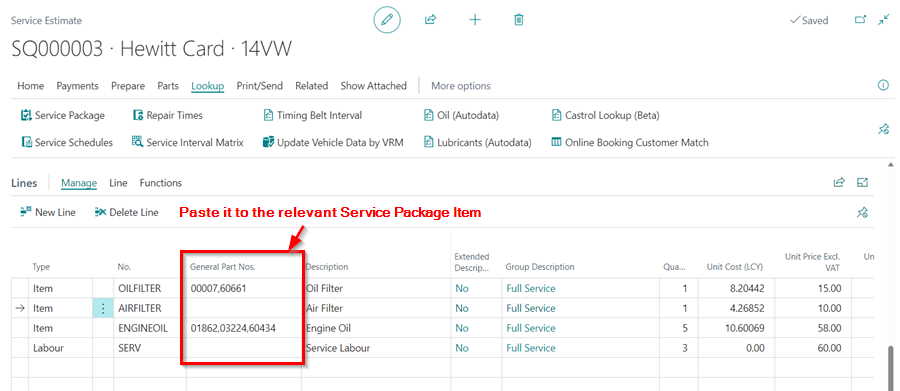 Service Estimate
Saved
SQ000003 · Hewitt Card · 14VW
Home Payments Prepare Parts Lookup Print/Send Related Show Attached More options
Service Package Repair Times Timing Belt Interval Oil (Autodata) Castrol Lookup (Beta)
Service Schedules Service Interval Matrix Update Vehicle Data by VRM Lubricants (Autodata) Online Booking Customer Match
Lines Manage Line Functions
New Line Delete Line Paste it to the relevant Service Package Item
Type No. General Part Nos. Description Extended Descrip... Group Description Qua... Unit Cost (LCY) Unit Price Excl. VAT Un
Item OILFILTER 00007,60661 Oil Filter No Full Service 1 8.20442 15.00
Item AIRFILTER Air Filter No Full Service 1 4.26852 10.00
Item ENGINEOIL 01862,03224,60434 Engine Oil No Full Service 5 10.60069 58.00
Labour SERV Service Labour No Full Service 3 0.00 60.00